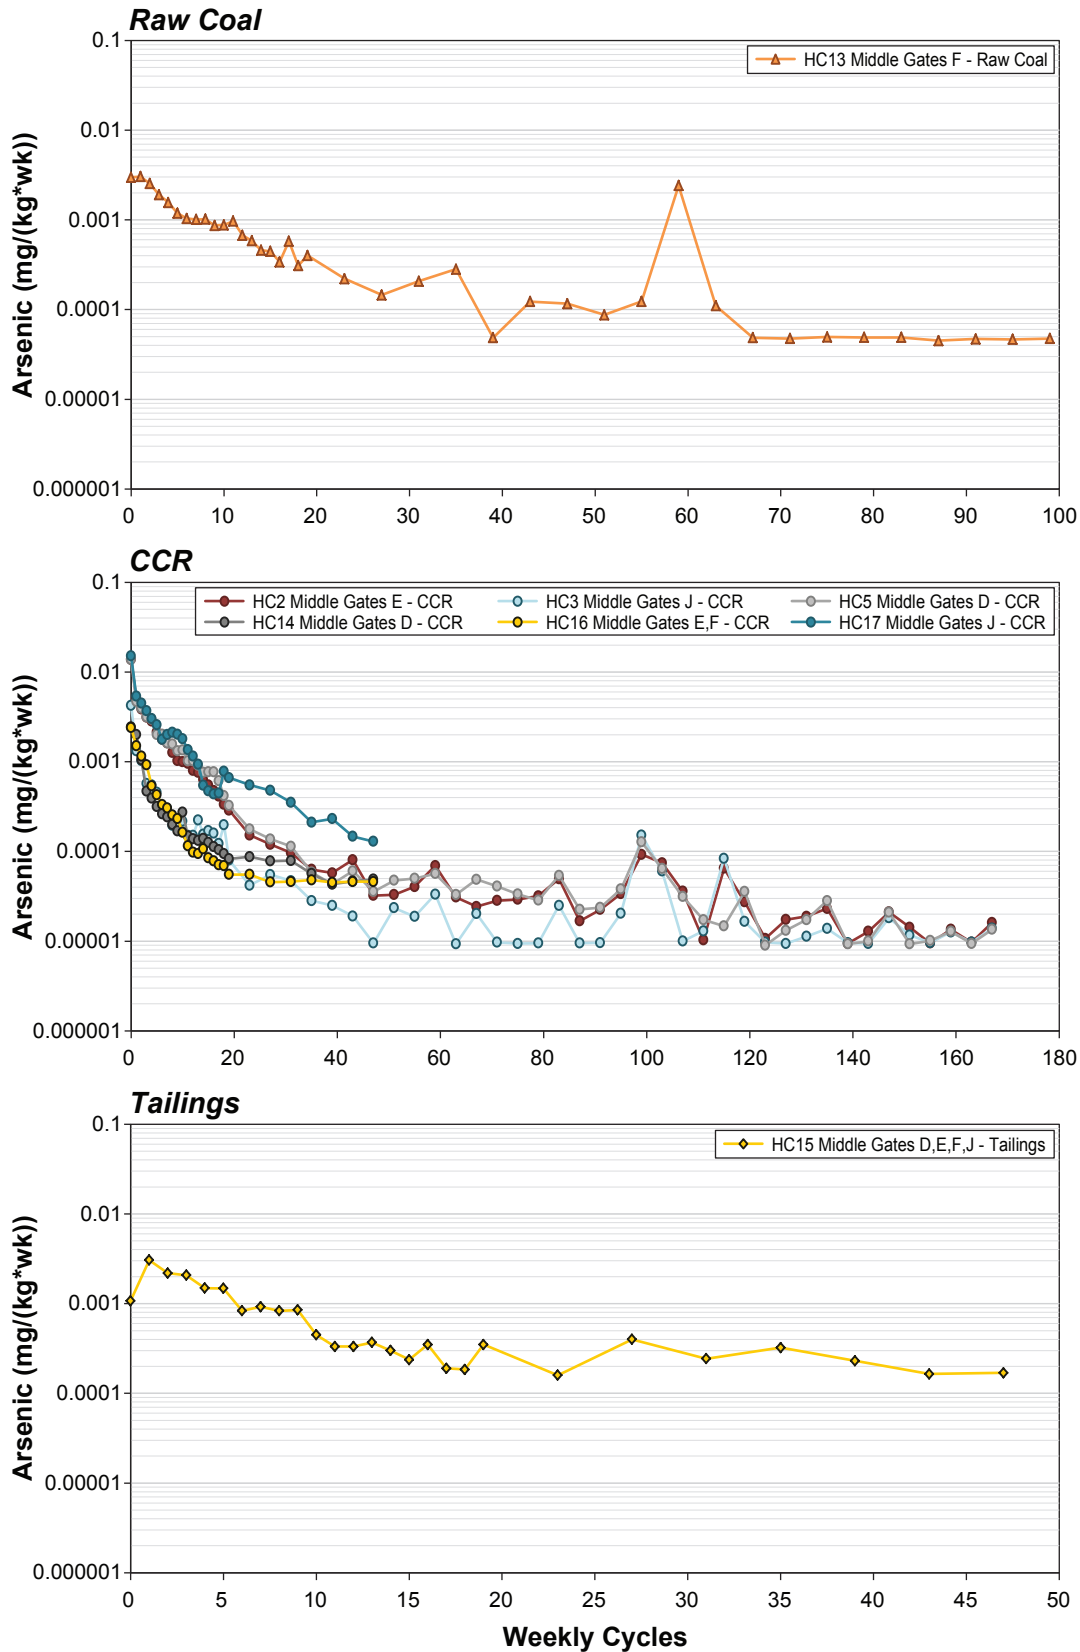 Raw Coal
0.1
HC13 Middle Gates F - Raw Coal
0.01
0.001
0.0001
0.00001
0.000001
Arsenic (mg/(kg*wk))
0 10 20 30 40 50 60 70 80 90 100
CCR
0.1
HC2 Middle Gates E - CCR HC3 Middle Gates J - CCR HC5 Middle Gates D - CCR
HC14 Middle Gates D - CCR HC16 Middle Gates E,F - CCR HC17 Middle Gates J - CCR
0.01
0.001
0.0001
0.00001
0.000001
Arsenic (mg/(kg*wk))
0 20 40 60 80 100 120 140 160 180
Tailings
0.1
HC15 Middle Gates D,E,F,J - Tailings
0.01
0.001
0.0001
0.00001
0.000001
Arsenic (mg/(kg*wk))
0 5 10 15 20 25 30 35 40 45 50
Weekly Cycles